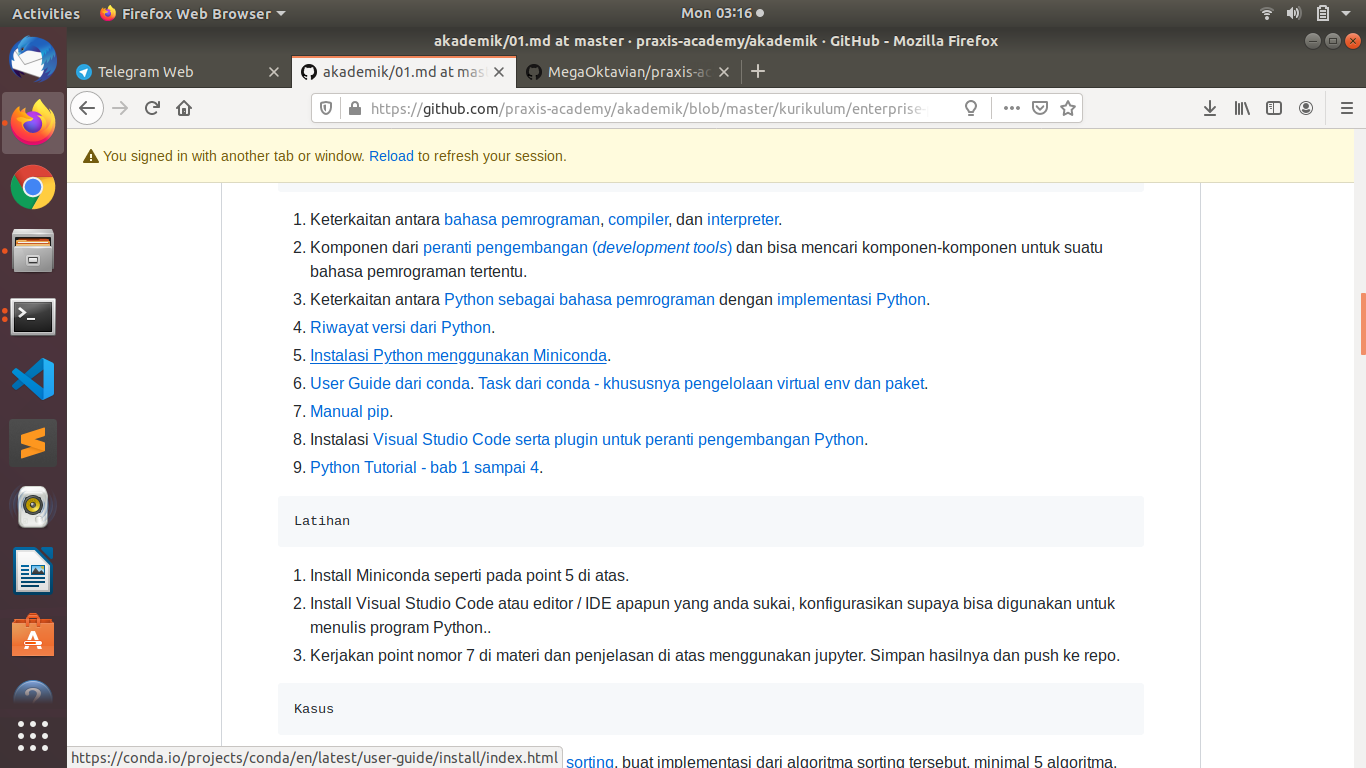 Activities Firefox Web Browser Mon 03:16
akademik/01.md at master · praxis-academy/akademik · GitHub - Mozilla Firefox
Telegram Web akademik/01.md at mas MegaOktavian/praxis-ac
https://github.com/praxis-academy/akademik/blob/master/kurikulum/enterprise-
You signed in with another tab or window. Reload to refresh your session.
1. Keterkaitan antara bahasa pemrograman, compiler, dan interpreter.
2. Komponen dari peranti pengembangan (development tools) dan bisa mencari komponen-komponen untuk suatu
bahasa pemrograman tertentu.
3. Keterkaitan antara Python sebagai bahasa pemrograman dengan implementasi Python.
4. Riwayat versi dari Python.
5. Instalasi Python menggunakan Miniconda.
6. User Guide dari conda. Task dari conda - khususnya pengelolaan virtual env dan paket.
7. Manual pip.
8. Instalasi Visual Studio Code serta plugin untuk peranti pengembangan Python.
9. Python Tutorial - bab 1 sampai 4.
Latihan
1. Install Miniconda seperti pada point 5 di atas.
2. Install Visual Studio Code atau editor / IDE apapun yang anda sukai, konfigurasikan supaya bisa digunakan untuk
menulis program Python..
3. Kerjakan point nomor 7 di materi dan penjelasan di atas menggunakan jupyter. Simpan hasilnya dan push ke repo.
Kasus
https://conda.io/projects/conda/en/latest/user-guide/install/index.html sorting, buat implementasi dari algoritma sorting tersebut, minimal 5 algoritma.